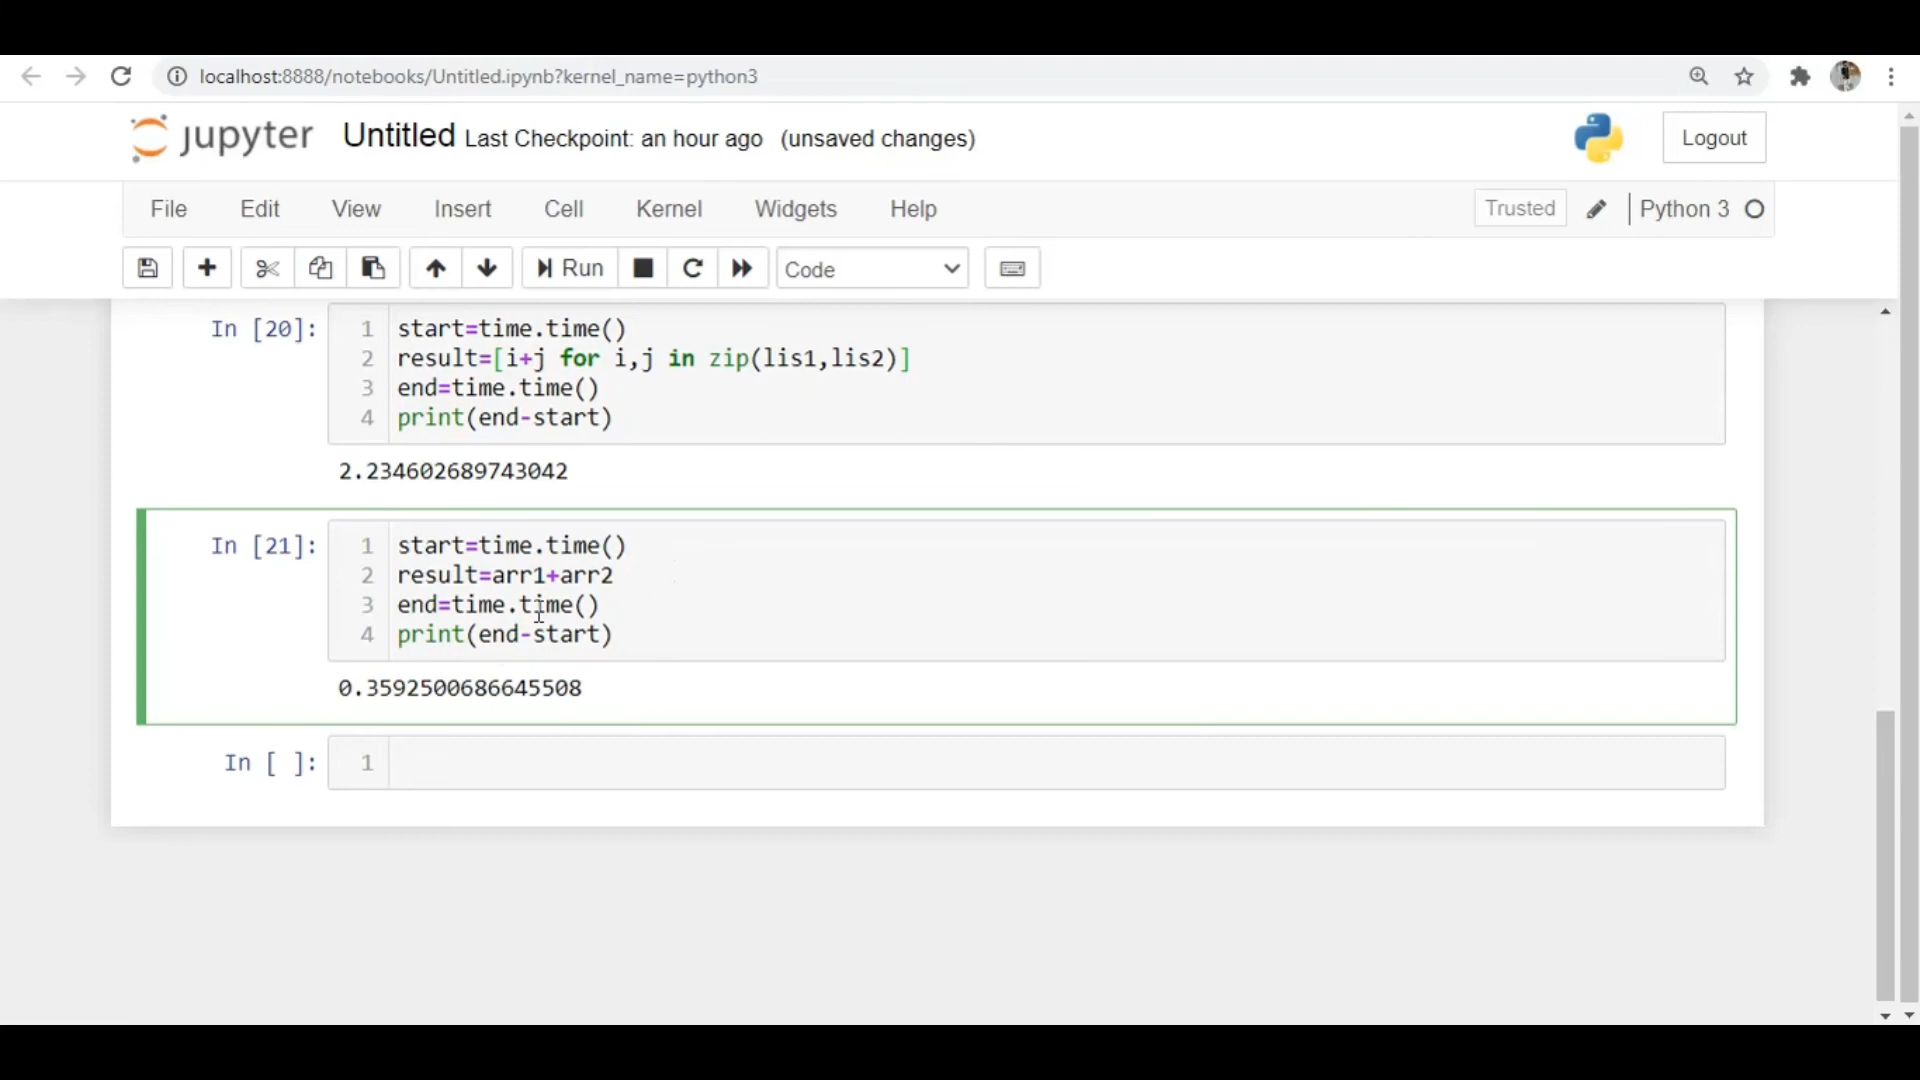 localhost:8888/notebooks/Untitled.ipynb?kernel_name=python3
jupyter Untitled Last Checkpoint: an hour ago (unsaved changes) Logout
File Edit View Insert Cell Kernel Widgets Help Trusted Python 3
Run Code
In [20]: 1 start=time.time()
2 result=[i+j for i,j in zip(lis1,lis2)]
3 end=time.time()
4 print(end-start)
2.234602689743042
In [21]: 1 start=time.time()
2 result=arr1+arr2
3 end=time.time()
4 print(end-start)
0.3592500686645508
In [ ]: 1